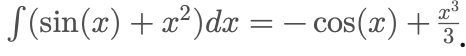 ∫(sin(x) + x²)dx = − cos(x) + x³/3.